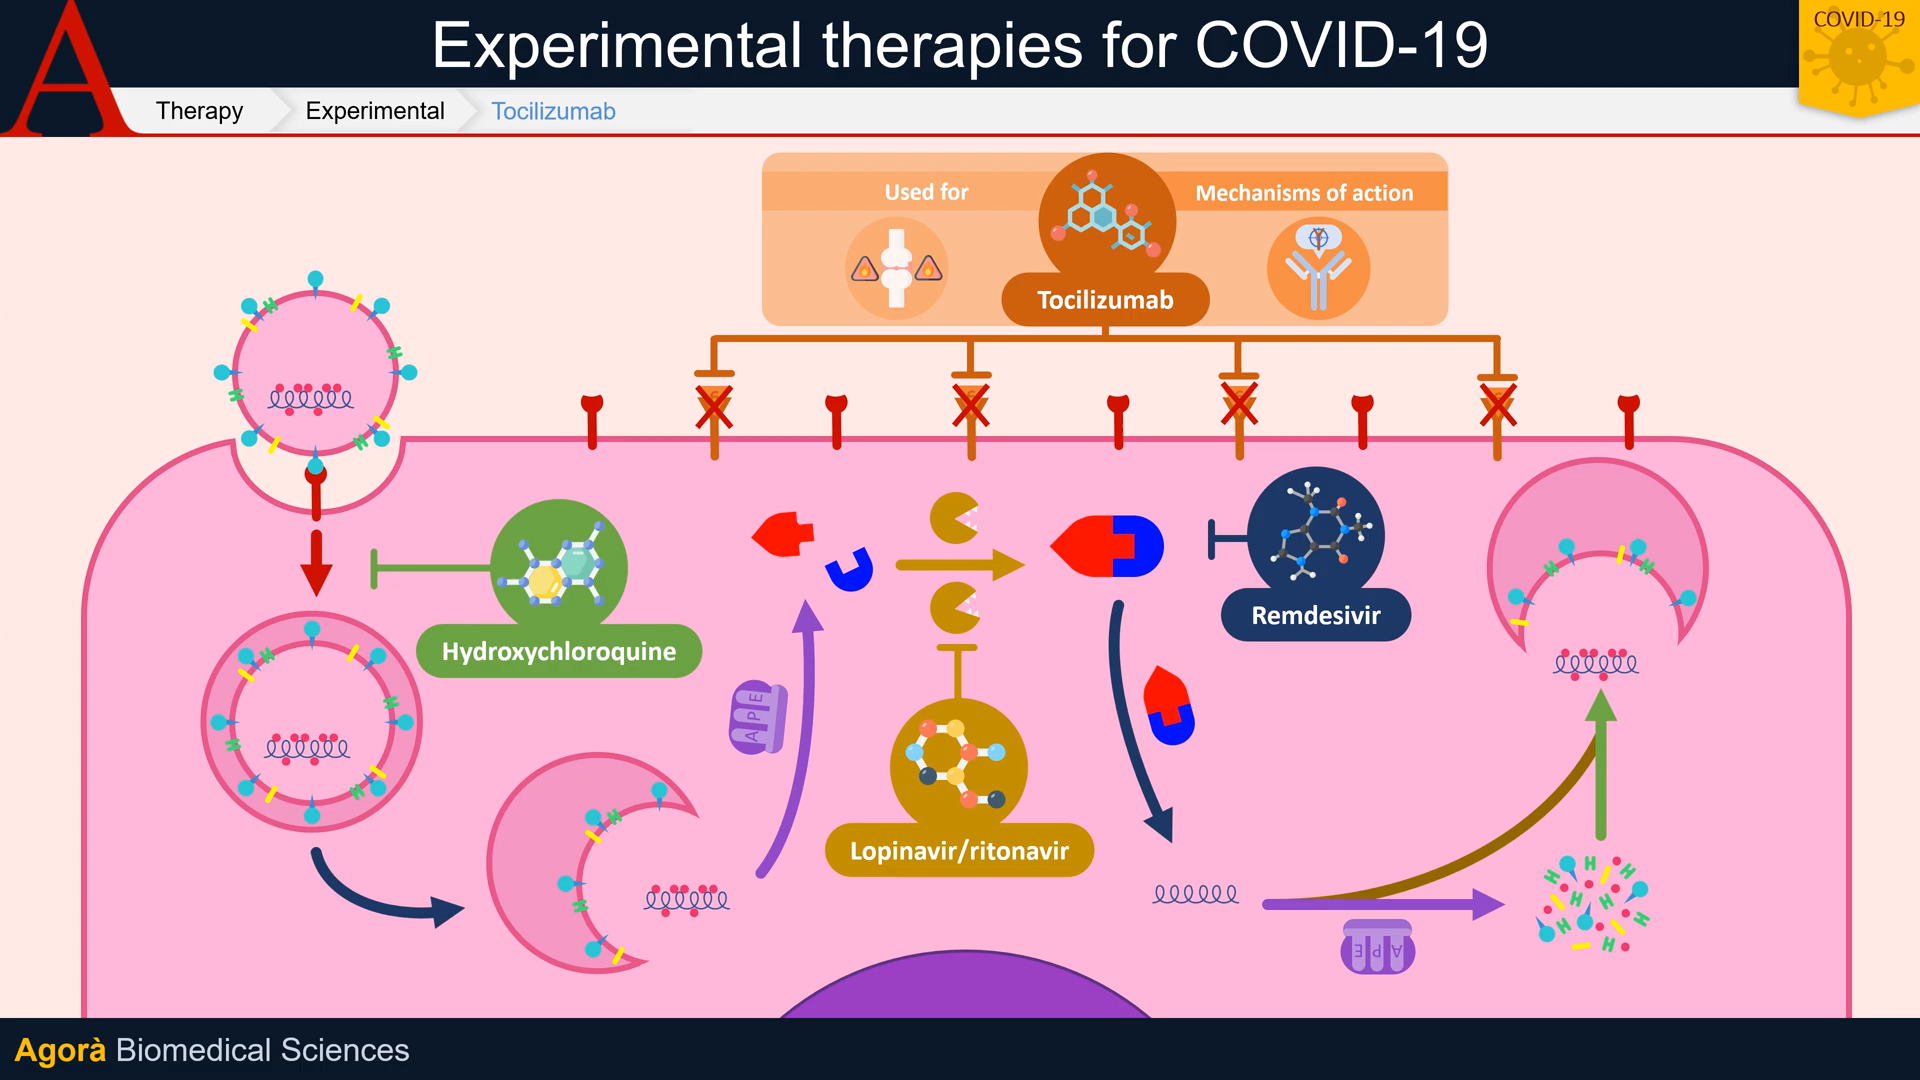 Experimental therapies for COVID-19
COVID-19
A
Therapy
Experimental
Tocilizumab
Used for
Mechanisms of action
Tocilizumab
Hydroxychloroquine
Remdesivir
A P E
Lopinavir/ritonavir
A P E
Agorà Biomedical Sciences